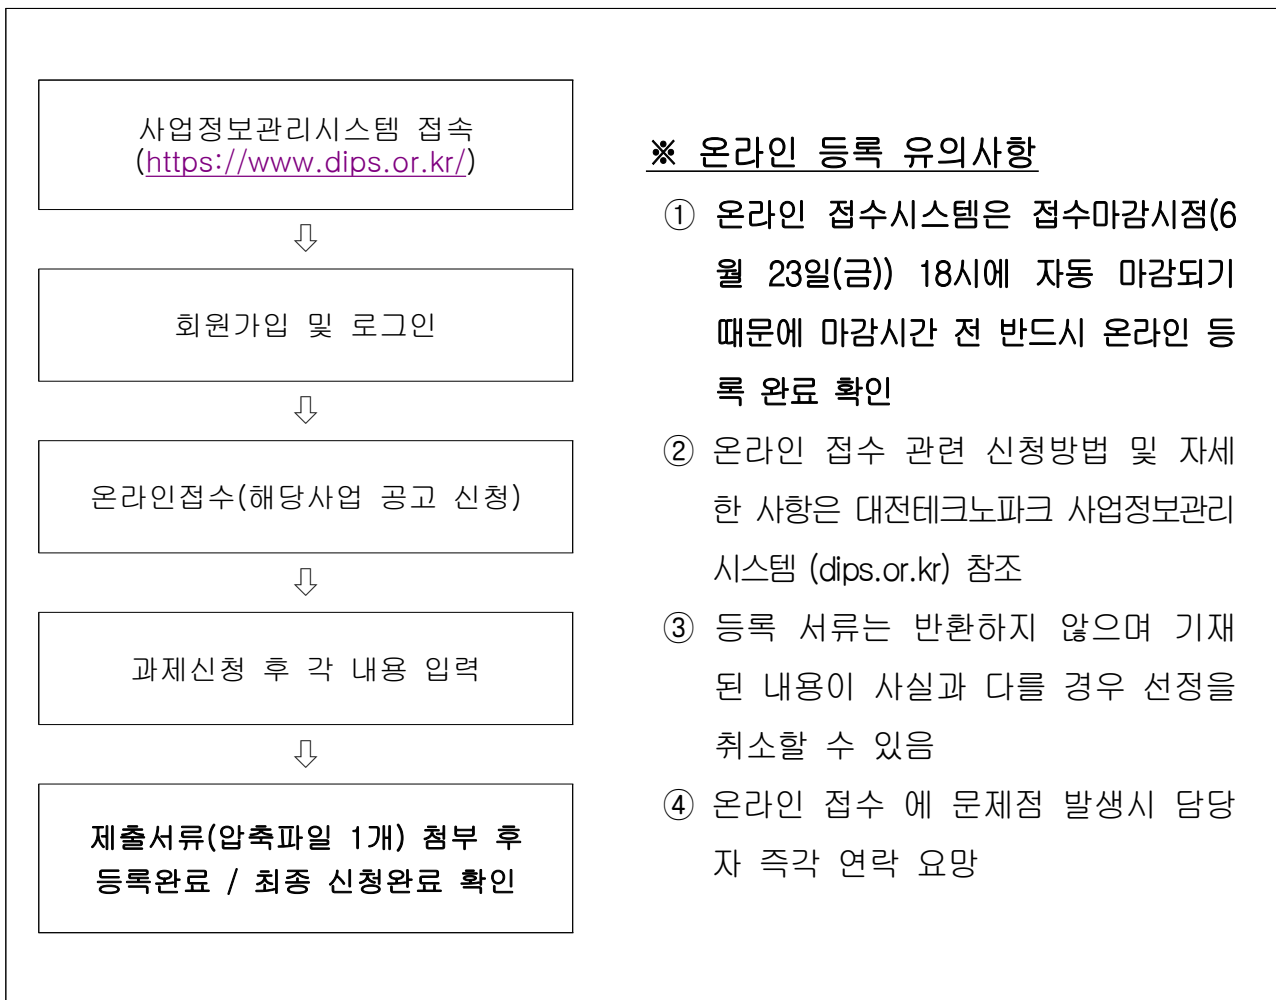 사업정보관리시스템 접속
(https://www.dips.or.kr/)
⇩
회원가입 및 로그인
⇩
온라인접수(해당사업 공고 신청)
⇩
과제신청 후 각 내용 입력
⇩
제출서류(압축파일 1개) 첨부 후
등록완료 / 최종 신청완료 확인
※ 온라인 등록 유의사항
① 온라인 접수시스템은 접수마감시점(6
월 23일(금)) 18시에 자동 마감되기
때문에 마감시간 전 반드시 온라인 등
록 완료 확인
② 온라인 접수 관련 신청방법 및 자세
한 사항은 대전테크노파크 사업정보관리
시스템 (dips.or.kr) 참조
③ 등록 서류는 반환하지 않으며 기재
된 내용이 사실과 다를 경우 선정을
취소할 수 있음
④ 온라인 접수 에 문제점 발생시 담당
자 즉각 연락 요망